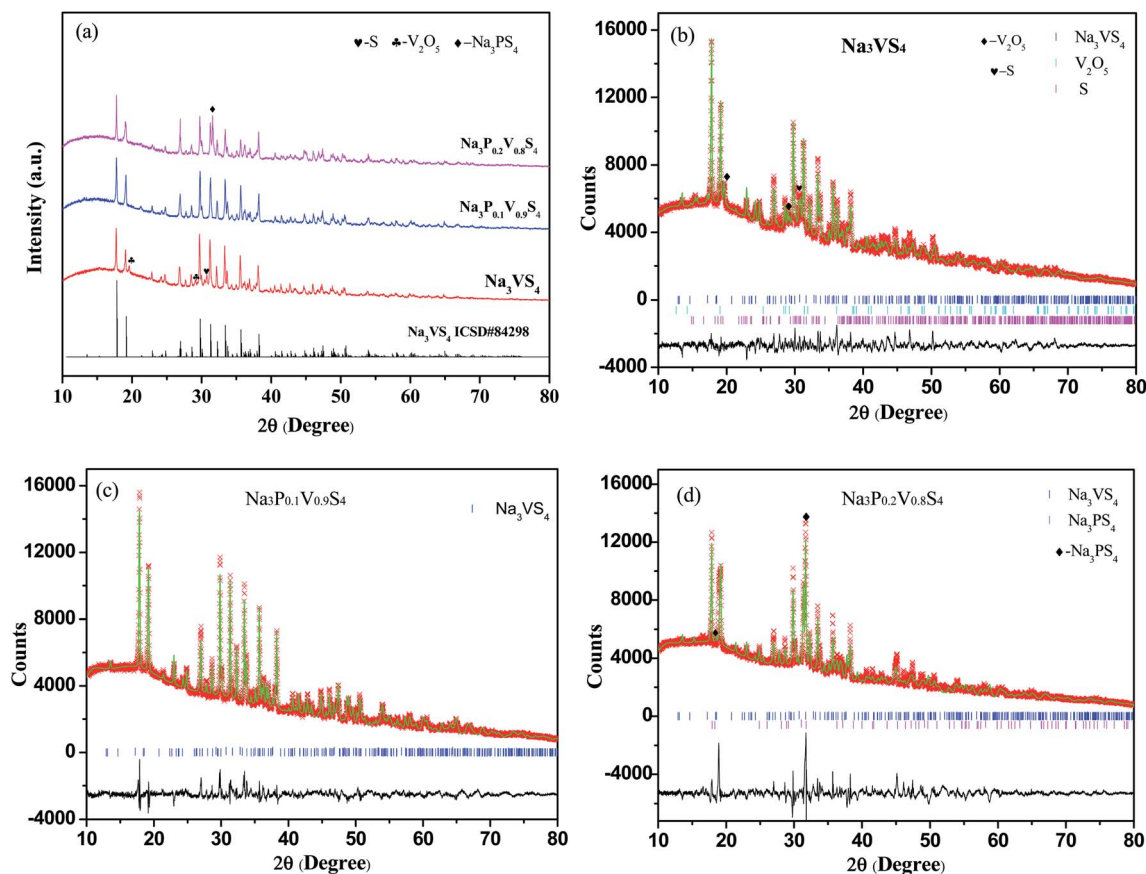 (a)
♥-S ♣-V₂O₅ ♦–Na₃PS₄
Na₃P₀.₂V₀.₈S₄
Na₃P₀.₁V₀.₉S₄
Na₃VS₄
Na₃VS₄ ICSD#84298
Intensity (a.u.)
10 20 30 40 50 60 70 80
2θ (Degree)
(b)
Na₃VS₄
♦–V₂O₅
♥–S
Na₃VS₄
V₂O₅
S
16000
12000
8000
4000
0
-4000
Counts
10 20 30 40 50 60 70 80
2θ (Degree)
(c)
Na₃P₀.₁V₀.₉S₄
Na₃VS₄
16000
12000
8000
4000
0
-4000
Counts
10 20 30 40 50 60 70 80
2θ (Degree)
(d)
Na₃P₀.₂V₀.₈S₄
Na₃VS₄
Na₃PS₄
♦-Na₃PS₄
16000
12000
8000
4000
0
-4000
Counts
10 20 30 40 50 60 70 80
2θ (Degree)